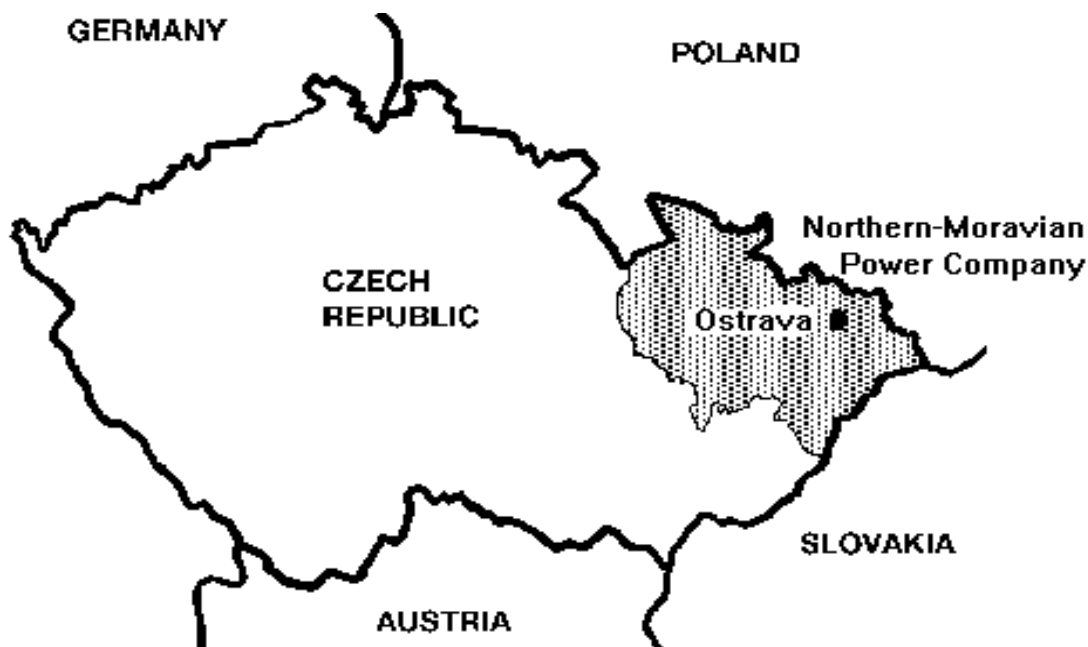 GERMANY
POLAND
Northern-Moravian
Power Company
CZECH
REPUBLIC
Ostrava
SLOVAKIA
AUSTRIA